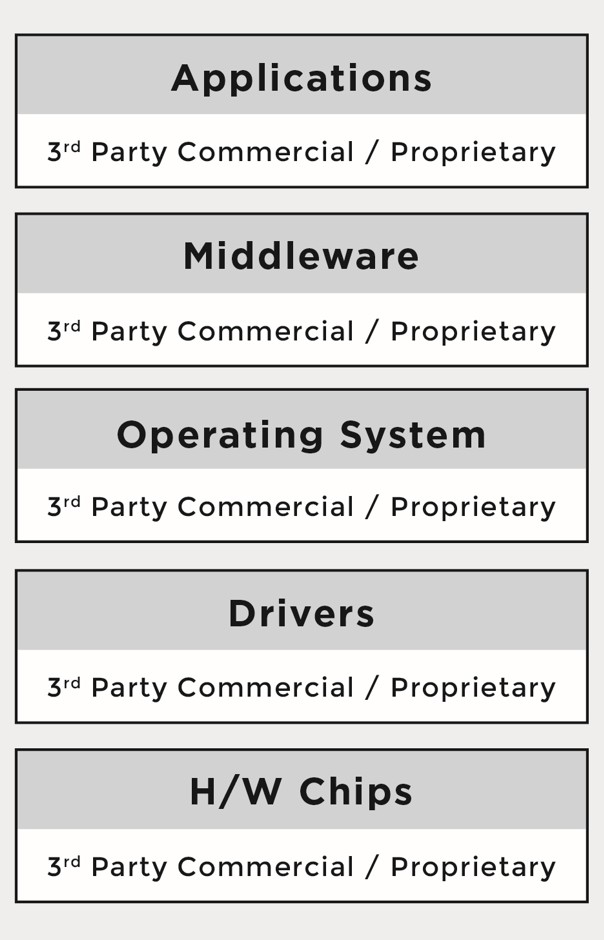 Applications
3rd Party Commercial / Proprietary
Middleware
3rd Party Commercial / Proprietary
Operating System
3rd Party Commercial / Proprietary
Drivers
3rd Party Commercial / Proprietary
H/W Chips
3rd Party Commercial / Proprietary